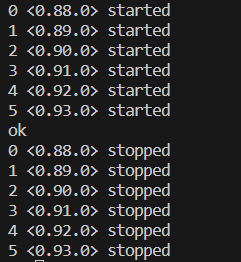 0 <0.88.0> started
1 <0.89.0> started
2 <0.90.0> started
3 <0.91.0> started
4 <0.92.0> started
5 <0.93.0> started
ok
0 <0.88.0> stopped
1 <0.89.0> stopped
2 <0.90.0> stopped
3 <0.91.0> stopped
4 <0.92.0> stopped
5 <0.93.0> stopped